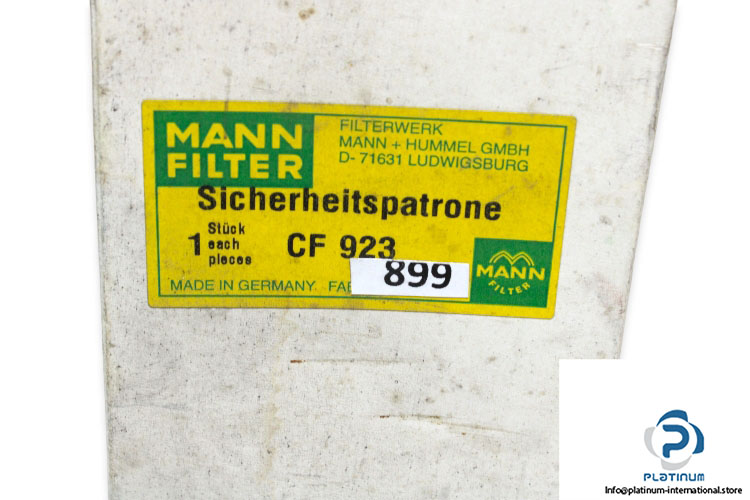 MANN
FILTER
FILTERWERK
MANN + HUMMEL GMBH
D- 71631 LUDWIGSBURG
Sicherheitspatrone
1 Stück
each
pieces
CF 923
899
MADE IN GERMANY
MANN
FILTER
PLATINUM
Info@platinum-international.store